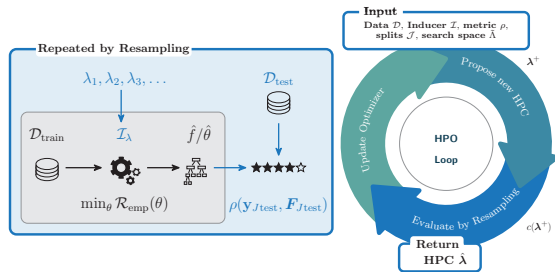 Repeated by Resampling
λ₁, λ₂, λ₃, . . .
𝒟test
𝒟train
ℐλ
f̂/θ̂
minθ ℛemp(θ)
ρ(yJtest, FJtest)
Input
Data 𝒟, Inducer ℐ, metric ρ,
splits 𝒥, search space Λ̃
λ⁺
Propose new HPC
Update Optimizer
HPO
Loop
Evaluate by Resampling
c(λ⁺)
Return
HPC λ̂